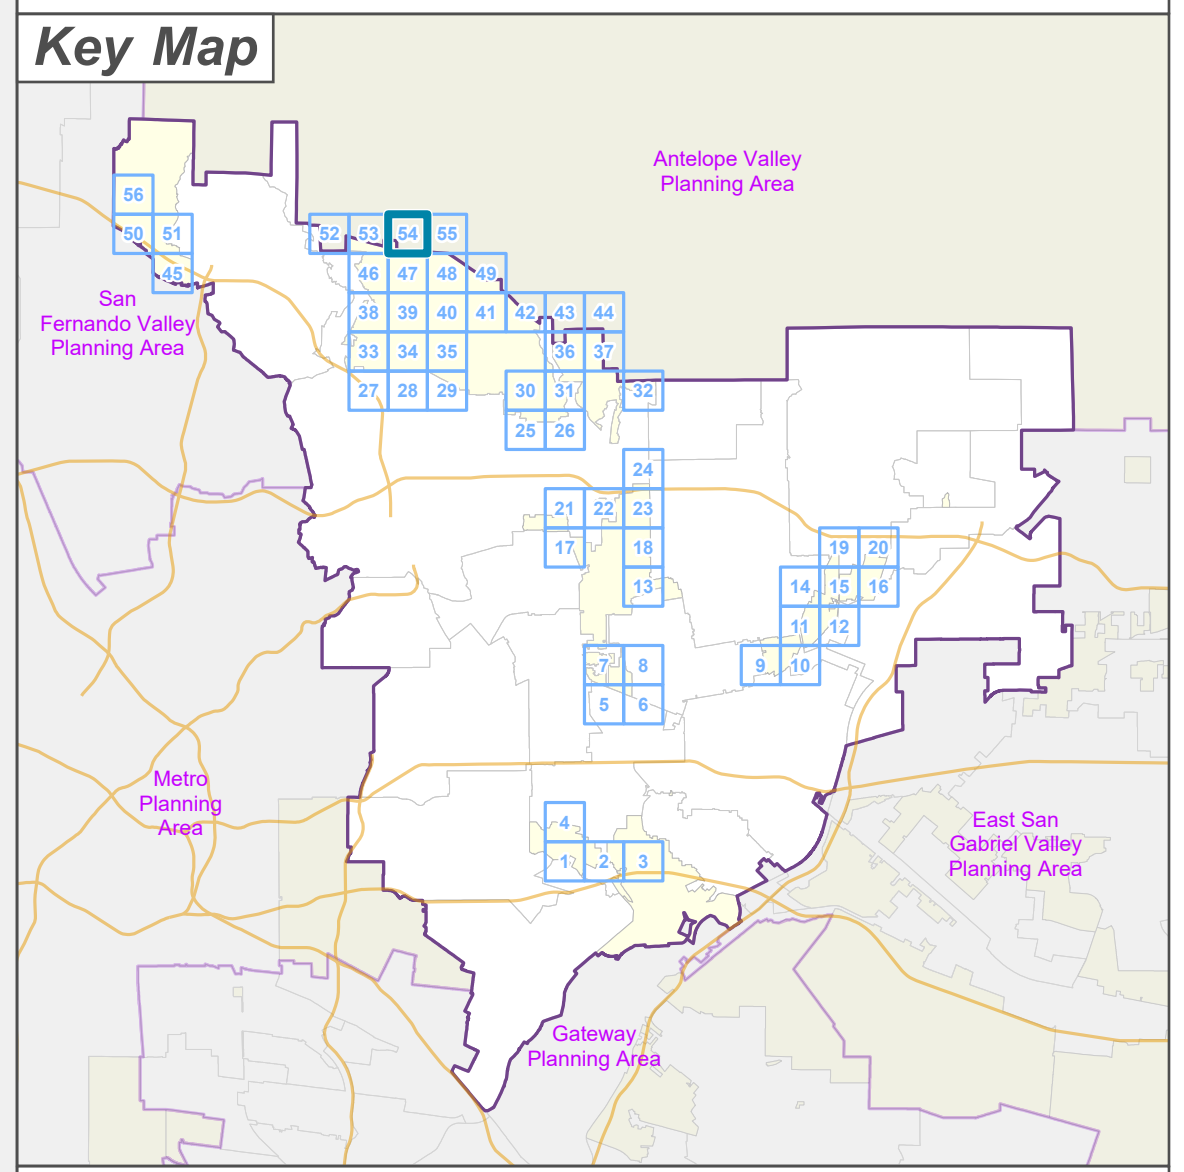 Key Map
Antelope Valley
Planning Area
56
50 51
52 53 54 55
45
46 47 48 49
San
Fernando Valley
Planning Area
38 39 40 41 42 43 44
33 34 35 36 37
27 28 29 30 31 32
25 26
24
21 22 23
17 18 19 20
13 14 15 16
11 12
7 8 9 10
5 6
Metro
Planning
Area
4
East San
Gabriel Valley
Planning Area
1 2 3
Gateway
Planning Area